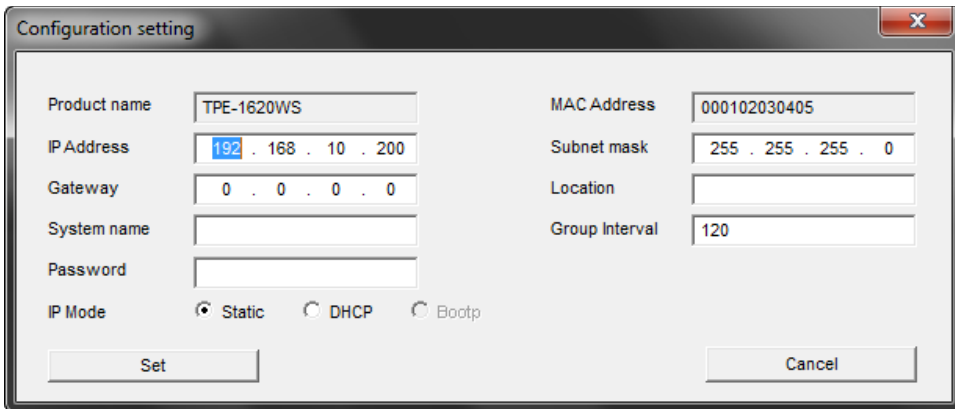 Configuration setting
Product name TPE-1620WS MAC Address 000102030405
IP Address 192 . 168 . 10 . 200 Subnet mask 255 . 255 . 255 . 0
Gateway 0 . 0 . 0 . 0 Location
System name Group Interval 120
Password
IP Mode Static DHCP Bootp
Set Cancel